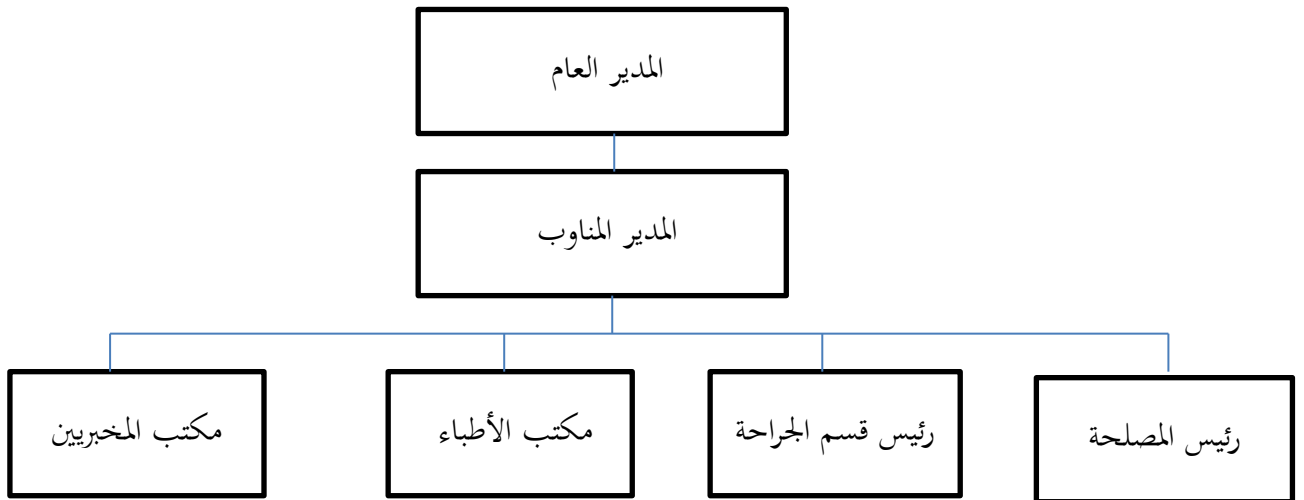 المدير العام
المدير المناوب
رئيس المصلحة
رئيس قسم الجراحة
مكتب الأطباء
مكتب المخبريين